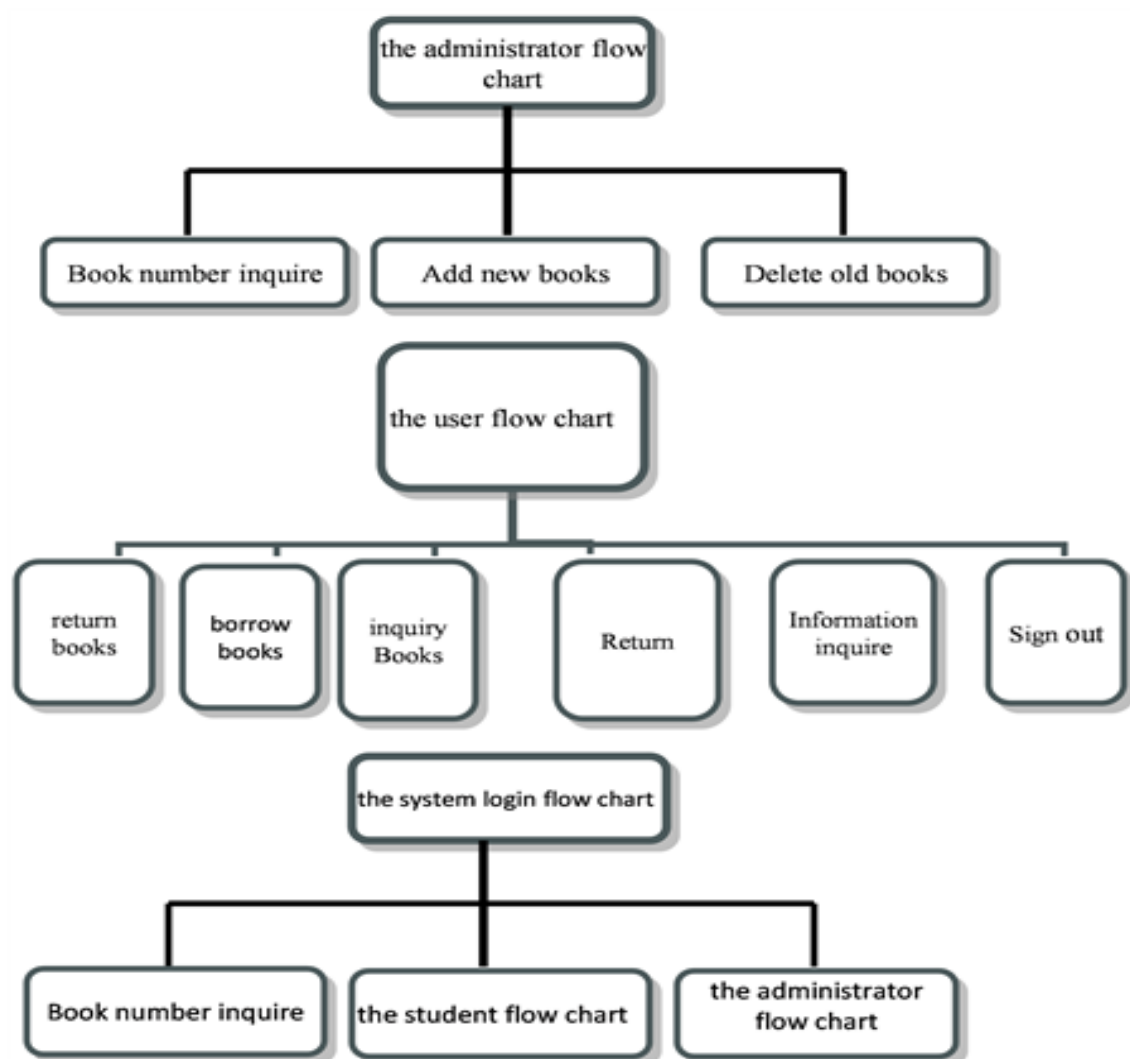 the administrator flow
chart
Book number inquire
Add new books
Delete old books
the user flow chart
return
books
borrow
books
inquiry
Books
Return
Information
inquire
Sign out
the system login flow chart
Book number inquire
the student flow chart
the administrator
flow chart